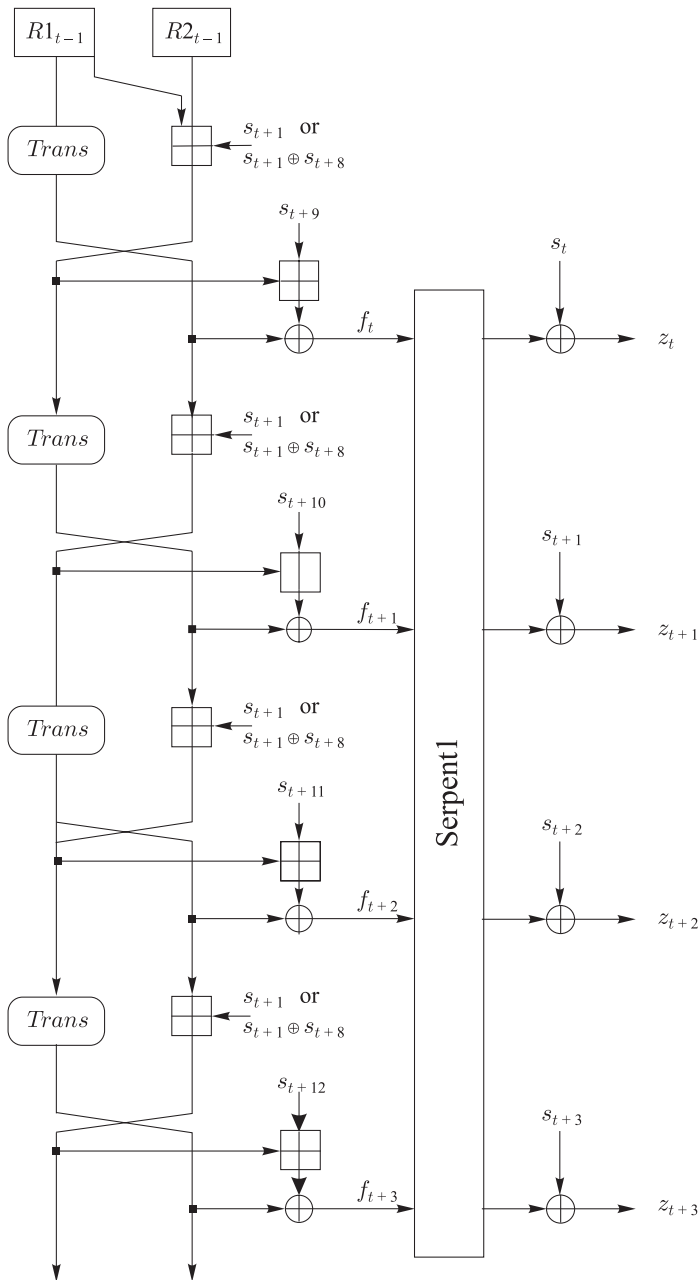 R1_{t-1} R2_{t-1}
Trans
s_{t+1} or
s_{t+1} ⊕ s_{t+8}
s_{t+9}
s_t
f_t
z_t
Trans
s_{t+1} or
s_{t+1} ⊕ s_{t+8}
s_{t+10}
s_{t+1}
f_{t+1}
z_{t+1}
Trans
s_{t+1} or
s_{t+1} ⊕ s_{t+8}
Serpent1
s_{t+11}
s_{t+2}
f_{t+2}
z_{t+2}
Trans
s_{t+1} or
s_{t+1} ⊕ s_{t+8}
s_{t+12}
s_{t+3}
f_{t+3}
z_{t+3}